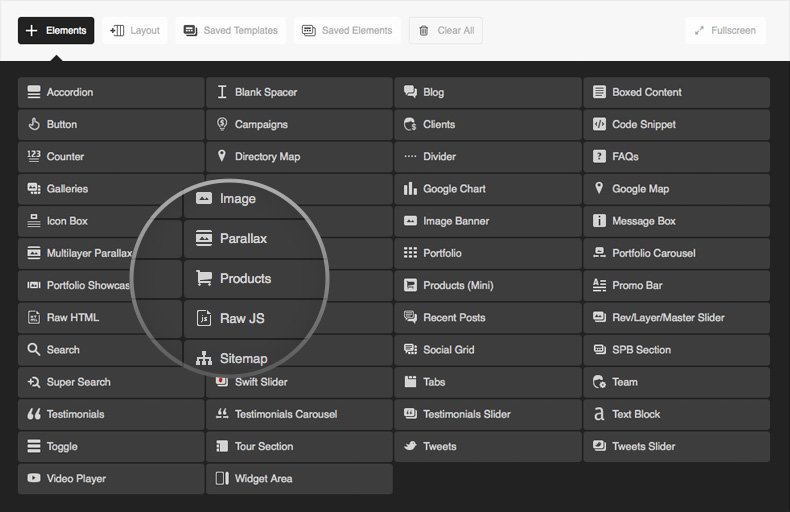 Elements Layout Saved Templates Saved Elements Clear All Fullscreen
Accordion Blank Spacer Blog Boxed Content
Button Campaigns Clients Code Snippet
123 Counter Directory Map Divider FAQs
Galleries Google Chart Google Map
Image
Icon Box Image Banner Message Box
Parallax
Multilayer Parallax Portfolio Portfolio Carousel
Products
Portfolio Showcas Products (Mini) Promo Bar
Raw HTML Raw JS Recent Posts Rev/Layer/Master Slider
Search Social Grid SPB Section
Sitemap
Super Search Swift Slider Tabs Team
Testimonials Testimonials Carousel Testimonials Slider Text Block
Toggle Tour Section Tweets Tweets Slider
Video Player Widget Area